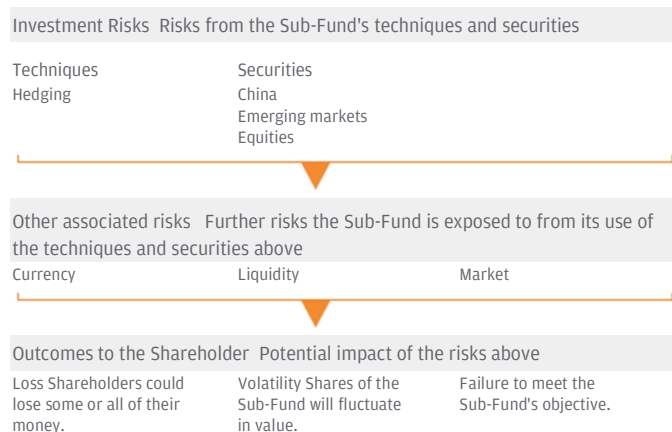 Investment Risks Risks from the Sub-Fund's techniques and securities
Techniques
Hedging
Securities
China
Emerging markets
Equities
Other associated risks Further risks the Sub-Fund is exposed to from its use of
the techniques and securities above
Currency
Liquidity
Market
Outcomes to the Shareholder Potential impact of the risks above
Loss Shareholders could
lose some or all of their
money.
Volatility Shares of the
Sub-Fund will fluctuate
in value.
Failure to meet the
Sub-Fund's objective.